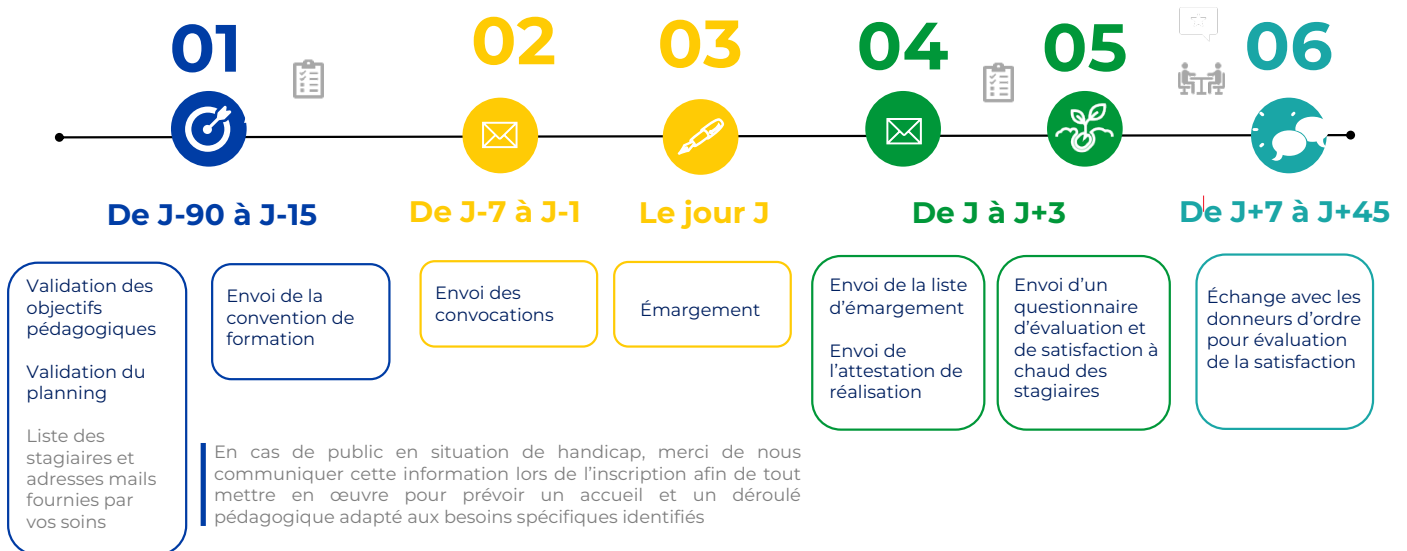 01
02
03
04
05
06
De J-90 à J-15
De J-7 à J-1
Le jour J
De J à J+3
De J+7 à J+45
Validation des
objectifs
pédagogiques
Validation du
planning
Liste des
stagiaires et
adresses mails
fournies par
vos soins
Envoi de la
convention de
formation
Envoi des
convocations
Émargement
Envoi de la liste
d’émargement
Envoi de
l’attestation de
réalisation
Envoi d’un
questionnaire
d’évaluation et
de satisfaction à
chaud des
stagiaires
Échange avec les
donneurs d’ordre
pour évaluation
de la satisfaction
En cas de public en situation de handicap, merci de nous
communiquer cette information lors de l’inscription afin de tout
mettre en œuvre pour prévoir un accueil et un déroulé
pédagogique adapté aux besoins spécifiques identifiés